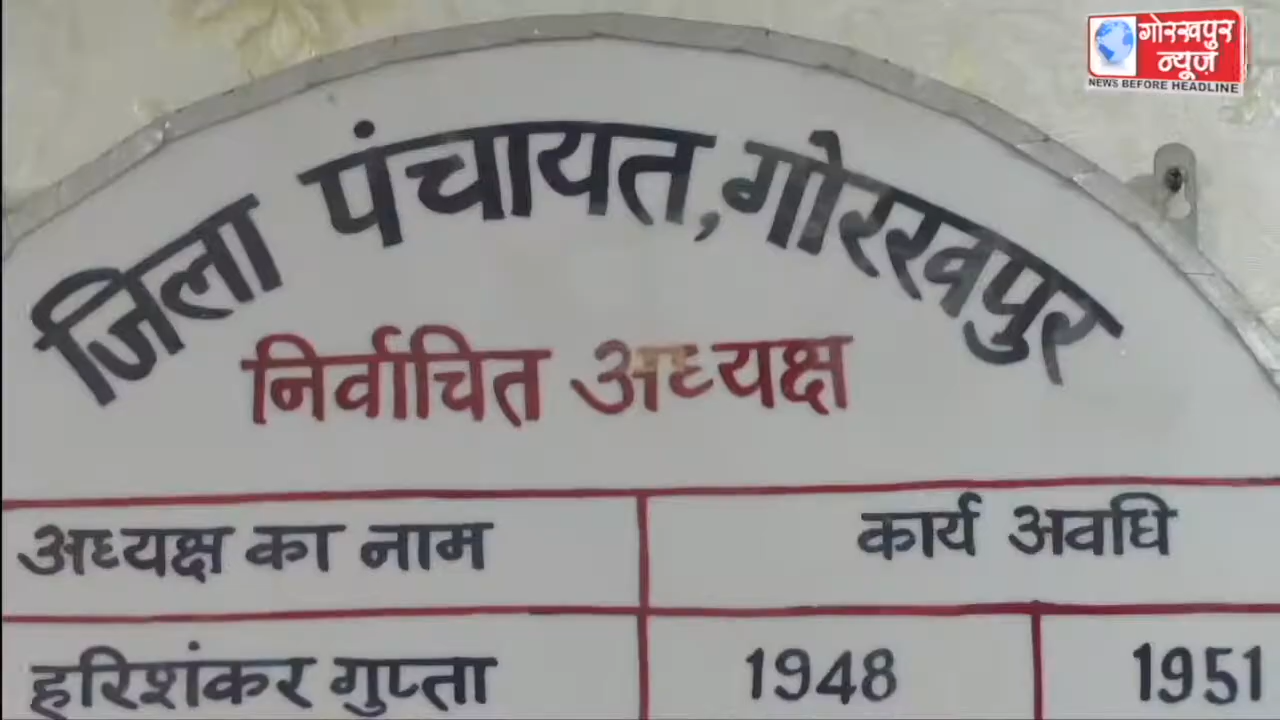 गोरखपुर
न्यूज़
NEWS BEFORE HEADLINE
जिला पंचायत, गोरखपुर
निर्वाचित अध्यक्ष
अध्यक्ष का नाम कार्य अवधि
हरिशंकर गुप्ता 1948 1951